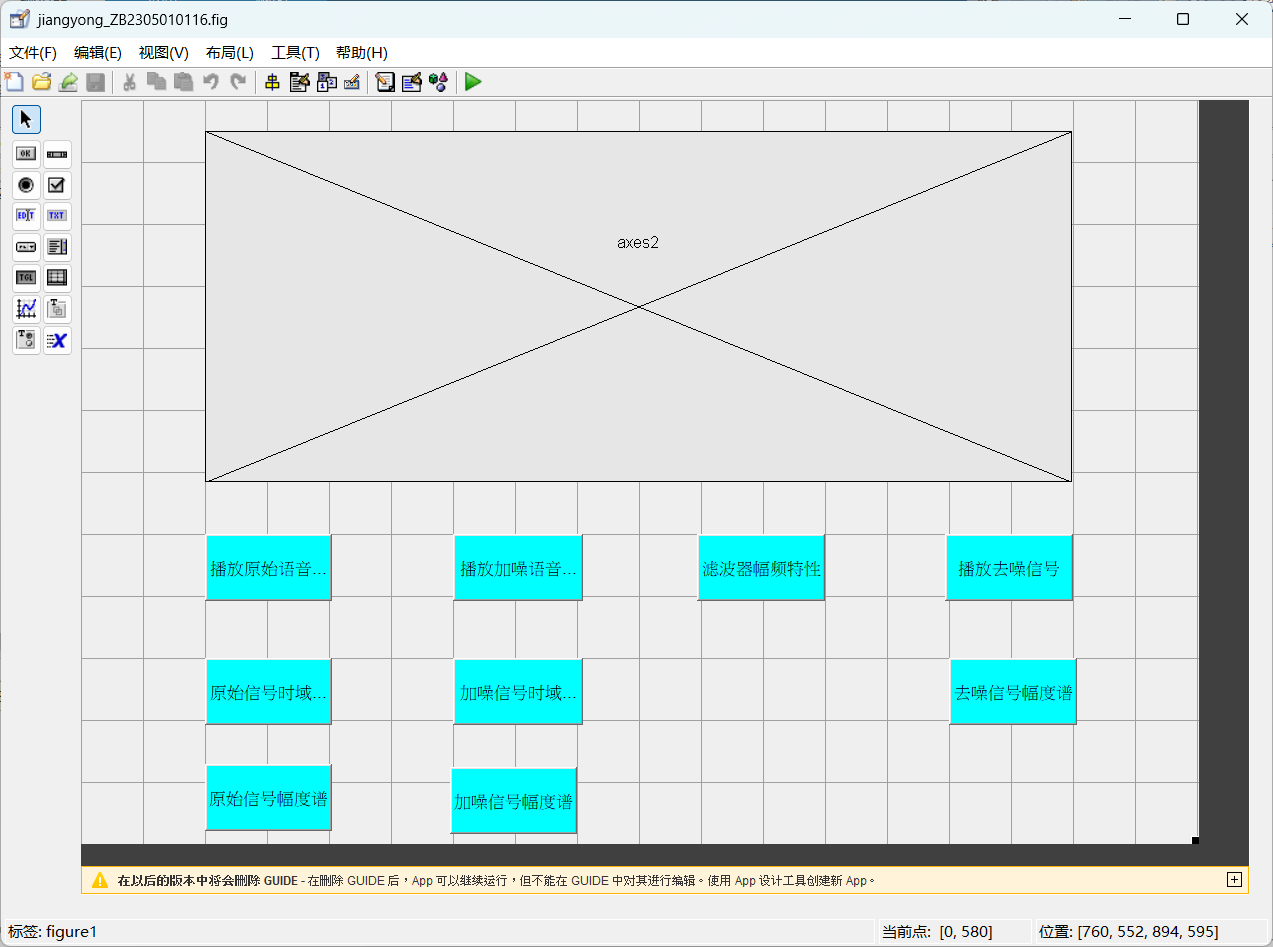 jiangyong_ZB2305010116.fig
文件(F) 编辑(E) 视图(V) 布局(L) 工具(T) 帮助(H)
OK
EDIT TXT
TGL
axes2
播放原始语音... 播放加噪语音... 滤波器幅频特性 播放去噪信号
原始信号时域... 加噪信号时域... 去噪信号幅度谱
原始信号幅度谱 加噪信号幅度谱
在以后的版本中将会删除 GUIDE - 在删除 GUIDE 后，App 可以继续运行，但不能在 GUIDE 中对其进行编辑。使用 App 设计工具创建新 App。
标签: figure1 当前点: [0, 580] 位置: [760, 552, 894, 595]